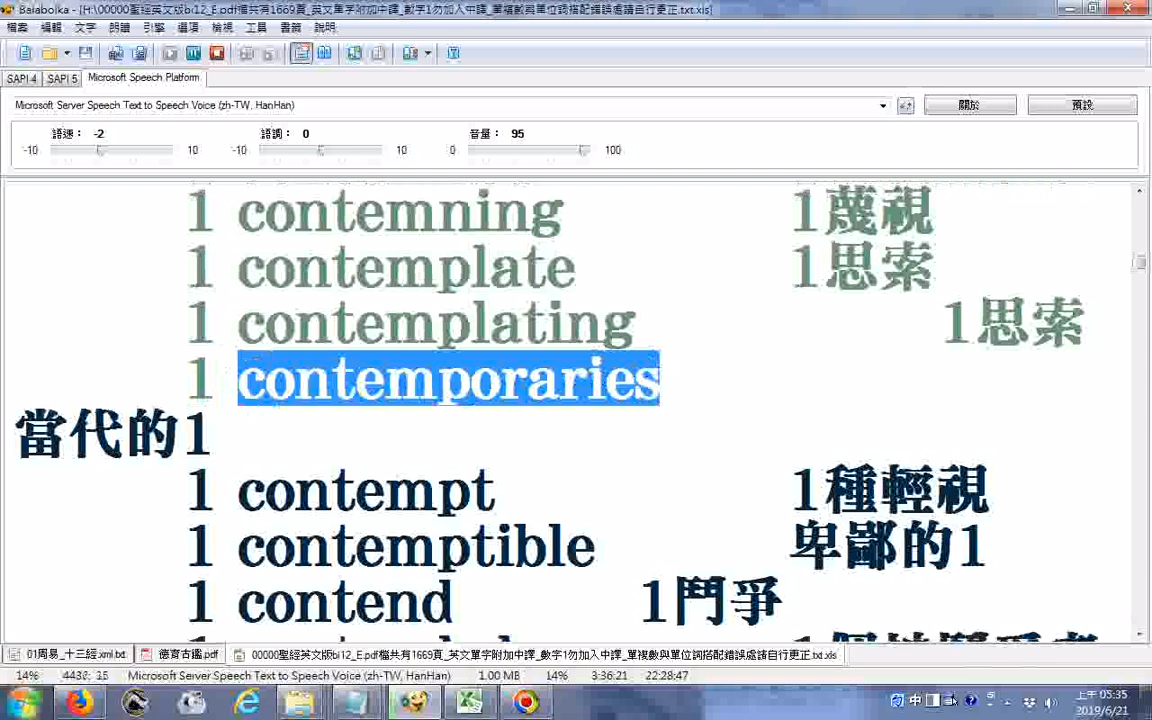 Balabolka - [H:\00000聖經英文版bi12_E.pdf檔共有1669頁_英文單字附加中譯_數字1勿加入中譯_單複數與單位詞搭配錯誤處請自行更正.txt.xls]
檔案 編輯 文字 朗讀 引擎 選項 檢視 工具 書籤 說明
SAPI 4 SAPI 5 Microsoft Speech Platform
Microsoft Server Speech Text to Speech Voice (zh-TW, HanHan) 關於 預設
語速： -2 語調： 0 音量： 95
-10 10 -10 10 0 100
1 contemning 1蔑視
1 contemplate 1思索
1 contemplating 1思索
1 contemporaries
當代的1
1 contempt 1種輕視
1 contemptible 卑鄙的1
1 contend 1鬥爭
01周易_十三經.xml.txt 德育古鑑.pdf 00000聖經英文版bi12_E.pdf檔共有1669頁_英文單字附加中譯_數字1勿加入中譯_單複數與單位詞搭配錯誤處請自行更正.txt.xls
14% 4432: 15 Microsoft Server Speech Text to Speech Voice (zh-TW, HanHan) 1.00 MB 14% 3:36:21 22:28:47
中 上午 05:35
2019/6/21